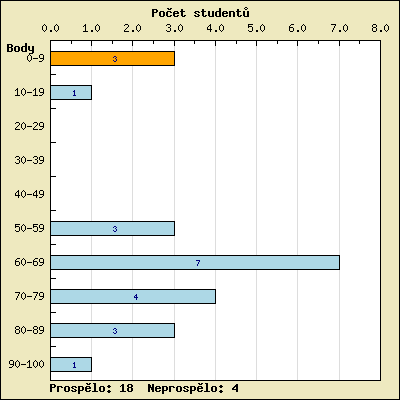 Počet studentů
0.0 1.0 2.0 3.0 4.0 5.0 6.0 7.0 8.0
Body
0-9 3
10-19 1
20-29
30-39
40-49
50-59 3
60-69 7
70-79 4
80-89 3
90-100 1
Prospělo: 18 Neprospělo: 4